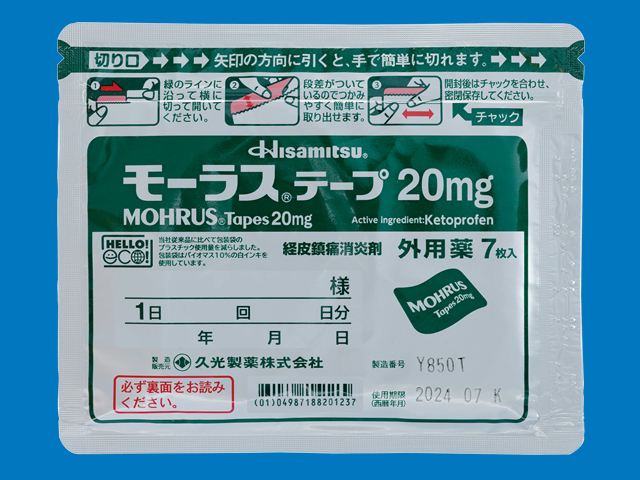 切り口 →→→ 矢印の方向に引くと、手で簡単に切れます。→→→
1 緑のラインに
沿って横に
切って開いて
ください。
2 段差がついて
いるのでつかみ
やすく簡単に
取り出せます。
3 開封後はチャックを合わせ、
密閉保存してください。
チャック
Hisamitsu®
モーラス®テープ 20mg
MOHRUS®Tapes20mg
Active Ingredient:Ketoprofen
HELLO!
ECO!
当社従来品に比べて包装袋の
プラスチック使用量を減らしました。
包装袋はバイオマス10%の白インキを
使用しています。
経皮鎮痛消炎剤 外用薬 7枚入
様
1日 回 日分
年 月 日
MOHRUS
Tapes20mg
製造
販売元 久光製薬株式会社
製造番号 Y850T
必ず裏面をお読み
ください。
(01)04987188201237
使用期限
(西暦年月) 2024 07 K